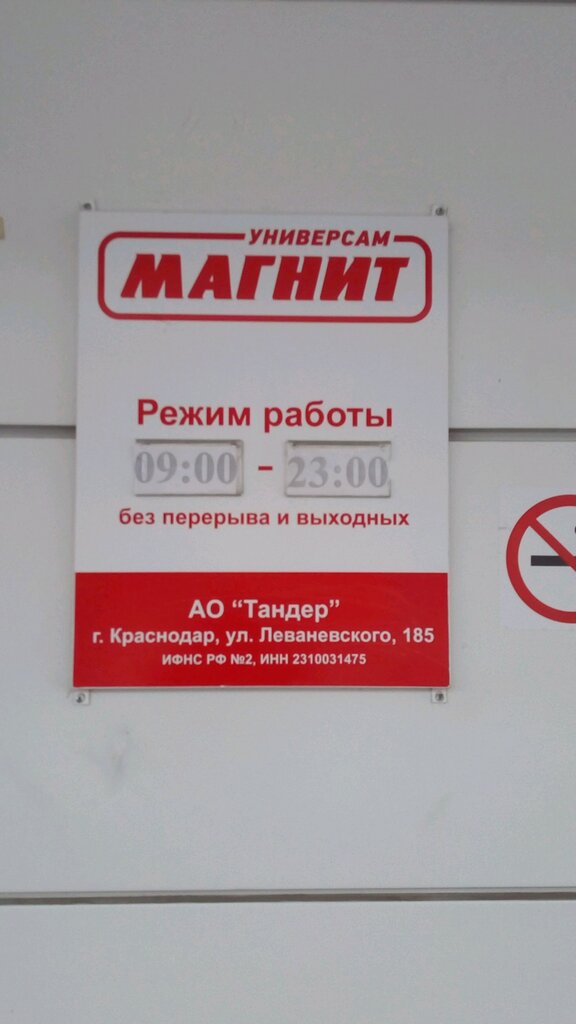 УНИВЕРСАМ
МАГНИТ
Режим работы
09:00 - 23:00
без перерыва и выходных
АО “Тандер”
г. Краснодар, ул. Леваневского, 185
ИФНС РФ №2, ИНН 2310031475